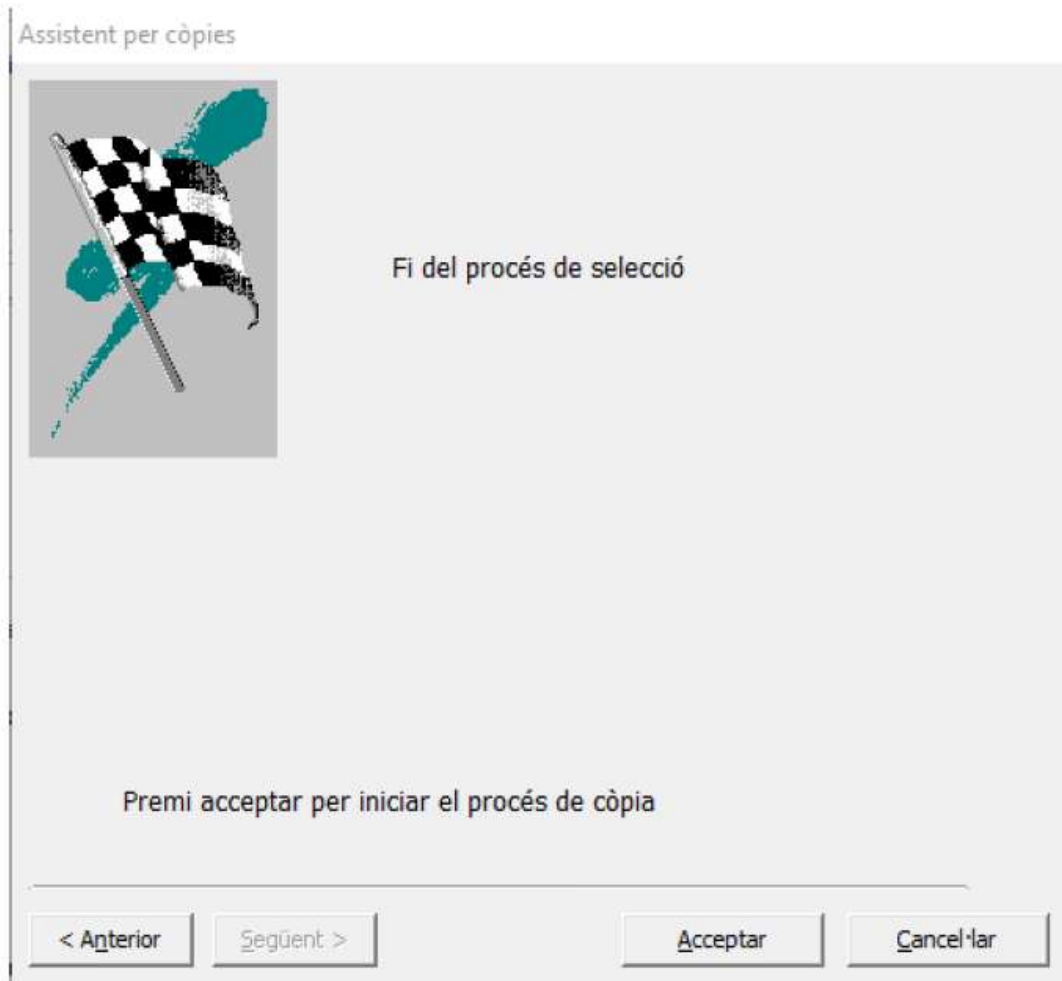 Assistent per còpies
Fi del procés de selecció
Premi acceptar per iniciar el procés de còpia
< Anterior
Següent >
Acceptar
Cancel·lar